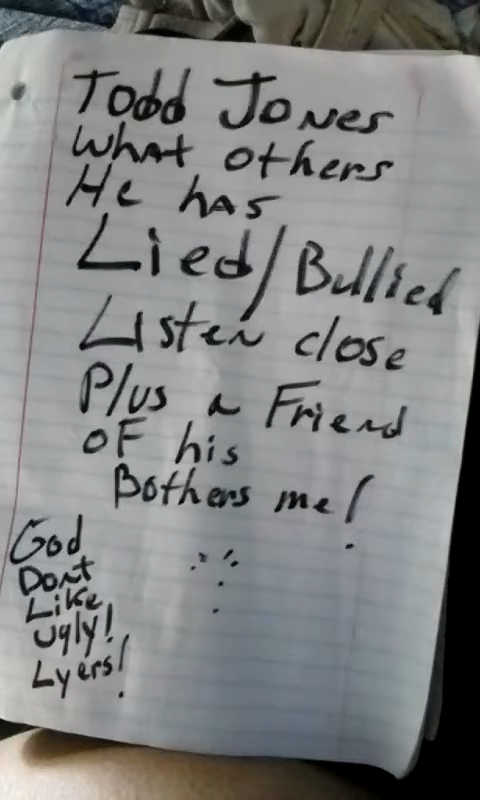 Todd Jones
What others
He has
Lied/Bullied
Listen close
Plus a Friend
OF his
Bothers me!
God
Dont
Like
Ugly!
Lyers!